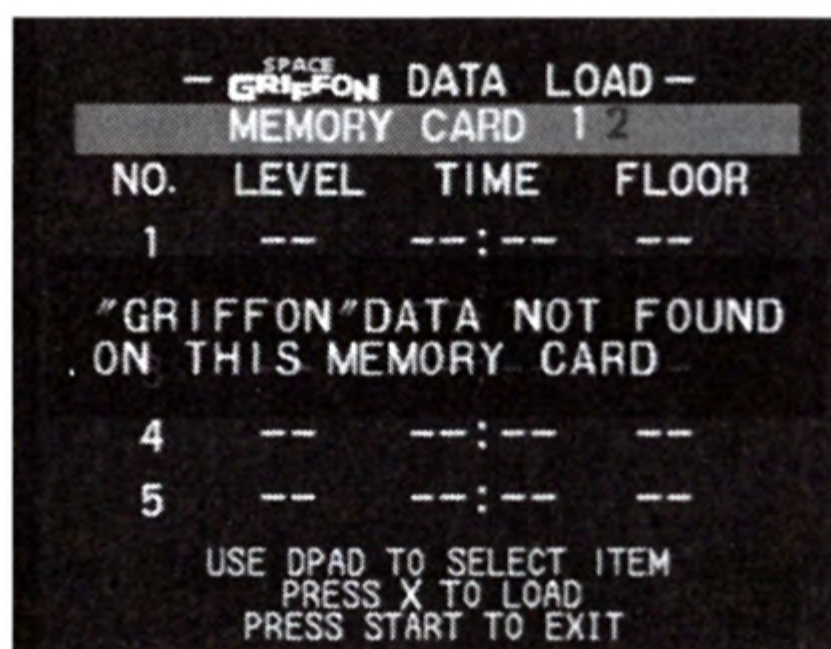 - SPACE GRIFFON DATA LOAD -
MEMORY CARD 1 2
NO. LEVEL TIME FLOOR
1 -- --:-- --
"GRIFFON"DATA NOT FOUND
ON THIS MEMORY CARD
4 -- --:-- --
5 -- --:-- --
USE DPAD TO SELECT ITEM
PRESS X TO LOAD
PRESS START TO EXIT